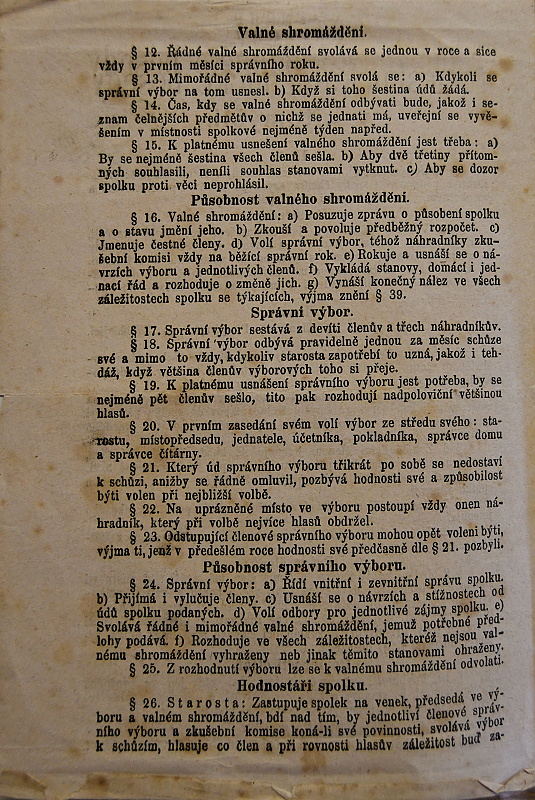 Valné shromáždění.
§ 12. Řádné valné shromáždění svolává se jednou v roce a sice
vždy v prvním měsíci správního roku.
§ 13. Mimořádné valné shromáždění svolá se: a) Kdykoli se
správní výbor na tom usnesl. b) Když si toho šestina údů žádá.
§ 14. Čas, kdy se valné shromáždění odbývati bude, jakož i se-
znam čelnějších předmětův o nichž se jednati má, uveřejní se vyvě-
šením v místnosti spolkové nejméně týden napřed.
§ 15. K platnému usnešení valného shromáždění jest třeba: a)
By se nejméně šestina všech členů sešla. b) Aby dvě třetiny přítom-
ných souhlasili, neníli souhlas stanovami vytknut. c) Aby se dozor
spolku proti věci neprohlásil.
Působnost valného shromáždění.
§ 16. Valné shromáždění: a) Posuzuje zprávu o působení spolku
a o stavu jmění jeho. b) Zkouší a povoluje předběžný rozpočet. c)
Jmenuje čestné členy. d) Volí správní výbor, téhož náhradníky zku-
šební komisi vždy na běžící správní rok. e) Rokuje a usnáší se o ná-
vrzích výboru a jednotlivých členů. f) Vykládá stanovy, domácí i jed-
nací řád a rozhoduje o změně jich. g) Vynáší konečný nález ve všech
záležitostech spolku se týkajících, výjma znění § 39.
Správní výbor.
§ 17. Správní výbor sestává z devíti členův a třech náhradníkův.
§ 18. Správní výbor odbývá pravidelně jednou za měsíc schůze
své a mimo to vždy, kdykoliv starosta zapotřebí to uzná, jakož i teh-
dáž, když většina členův výborových toho si přeje.
§ 19. K platnému usnášení správního výboru jest potřeba, by se
nejméně pět členův sešlo, tito pak rozhodují nadpoloviční většinou
hlasů.
§ 20. V prvním zasedání svém volí výbor ze středu svého: sta-
rostu, místopředsedu, jednatele, účetníka, pokladníka, správce domu
a správce čítárny.
§ 21. Který úd správního výboru třikrát po sobě se nedostaví
k schůzi, anižby se řádně omluvil, pozbývá hodnosti své a způsobilost
býti volen při nejbližší volbě.
§ 22. Na uprázněné místo ve výboru postoupí vždy onen ná-
hradník, který při volbě nejvíce hlasů obdržel.
§ 23. Odstupující členové správního výboru mohou opět voleni býti,
výjma ti, jenž v předešlém roce hodnosti své předčasně dle § 21. pozbyli.
Působnost správního výboru.
§ 24. Správní výbor: a) Řídí vnitřní i zevnitřní správu spolku.
b) Přijímá i vylučuje členy. c) Usnáší se o návrzích a stížnostech od
údů spolku podaných. d) Volí odbory pro jednotlivé zájmy spolku. e)
Svolává řádné i mimořádné valné shromáždění, jemuž potřebné před-
lohy podává. f) Rozhoduje ve všech záležitostech, kteréž nejsou val-
nému shromáždění vyhraženy neb jinak těmito stanovami ohraženy.
§ 25. Z rozhodnutí výboru lze se k valnému shromáždění odvolati.
Hodnostáři spolku.
§ 26. Starosta: Zastupuje spolek na venek, předsedá ve vý-
boru a valném shromáždění, bdí nad tím, by jednotliví členové správ-
ního výboru a zkušební komise koná-li své povinnosti, svolává výbor
k schůzím, hlasuje co člen a při rovnosti hlasův záležitost buď za-